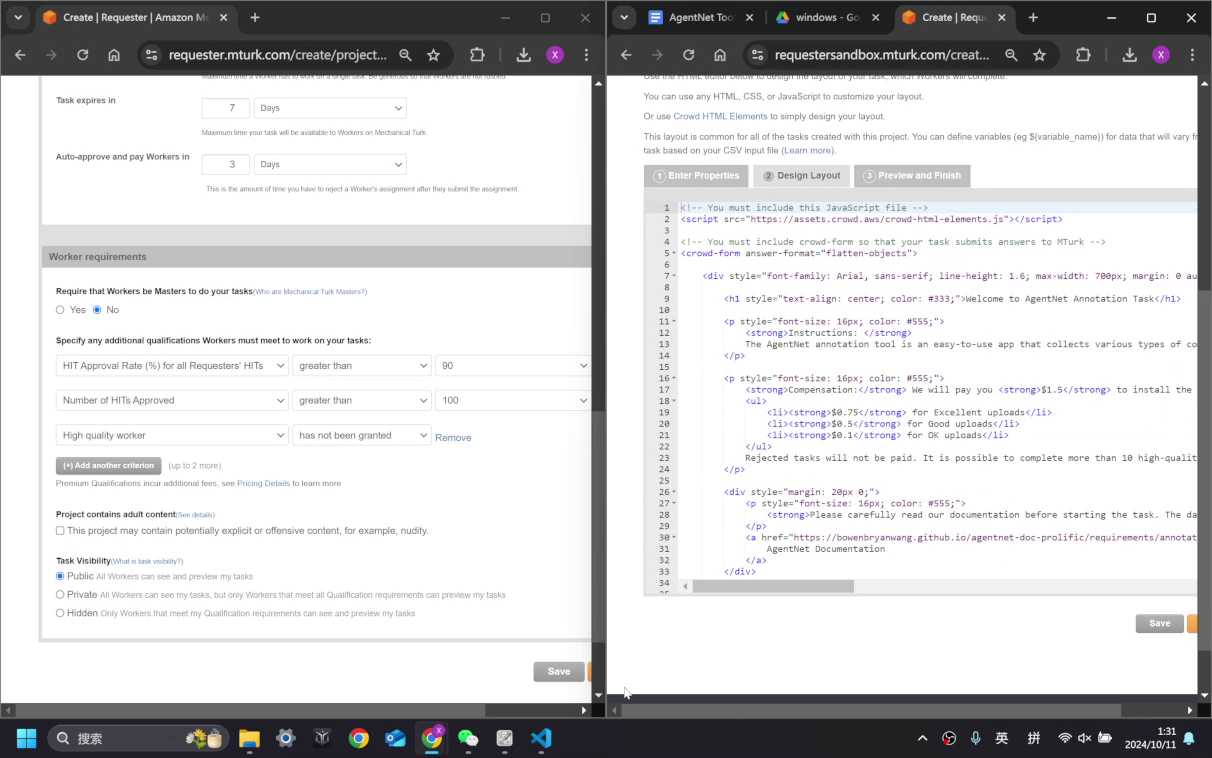 Create | Reque
AgentNet Tool
windows - Go
Create | Reque
requester.mturk.c...
X
requester.mturk.c...
X
Maximum time a Worker has to work on a single task. Be generous so that Workers are not rushed.
Task expires in
7
Days
Maximum time your task will be available to Workers on Mechanical Turk.
Auto-approve and pay Workers in
3
Days
This is the amount of time you have to reject a Worker's assignment after they submit the assignment.
Worker requirements
Require that Workers be Masters to do your tasks(Who are Mechanical Turk Masters?)
Yes
No
Specify any additional qualifications Workers must meet to work on your tasks:
HIT Approval Rate (%) for all Requesters' HITs
greater than
90
Number of HITs Approved
greater than
100
High quality worker
has not been granted
Remove
(+) Add another criterion
(up to 2 more)
Premium Qualifications incur additional fees, see Pricing Details to learn more
Project contains adult content(See details)
This project may contain potentially explicit or offensive content, for example, nudity.
Task Visibility(What is task visibility?)
Public All Workers can see and preview my tasks
Private All Workers can see my tasks, but only Workers that meet all Qualification requirements can preview my tasks
Hidden Only Workers that meet my Qualification requirements can see and preview my tasks
Save
Use the HTML editor below to design the layout of your task, which Workers will complete.
You can use any HTML, CSS, or JavaScript to customize your layout.
Or use Crowd HTML Elements to simply design your layout.
This layout is common for all of the tasks created with this project. You can define variables (eg ${variable_name}) for data that will vary fr
task based on your CSV input file (Learn more).
1 Enter Properties
2 Design Layout
3 Preview and Finish
1 <!-- You must include this JavaScript file -->
2 <script src="https://assets.crowd.aws/crowd-html-elements.js"></script>
3
4 <!-- You must include crowd-form so that your task submits answers to MTurk -->
5 <crowd-form answer-format="flatten-objects">
6
7 <div style="font-family: Arial, sans-serif; line-height: 1.6; max-width: 700px; margin: 0 au
8
9 <h1 style="text-align: center; color: #333;">Welcome to AgentNet Annotation Task</h1>
10
11 <p style="font-size: 16px; color: #555;">
12 <strong>Instructions: </strong>
13 The AgentNet annotation tool is an easy-to-use app that collects various types of co
14 </p>
15
16 <p style="font-size: 16px; color: #555;">
17 <strong>Compensation:</strong> We will pay you <strong>$1.5</strong> to install the
18 <ul>
19 <li><strong>$0.75</strong> for Excellent uploads</li>
20 <li><strong>$0.5</strong> for Good uploads</li>
21 <li><strong>$0.1</strong> for OK uploads</li>
22 </ul>
23 Rejected tasks will not be paid. It is possible to complete more than 10 high-qualit
24 </p>
25
26 <div style="margin: 20px 0;">
27 <p style="font-size: 16px; color: #555;">
28 <strong>Please carefully read our documentation before starting the task. The da
29 </p>
30 <a href="https://bowenbryanwang.github.io/agentnet-doc-prolific/requirements/annotat
31 AgentNet Documentation
32 </a>
33 </div>
34
Save
搜索
英
拼
1:31
2024/10/11